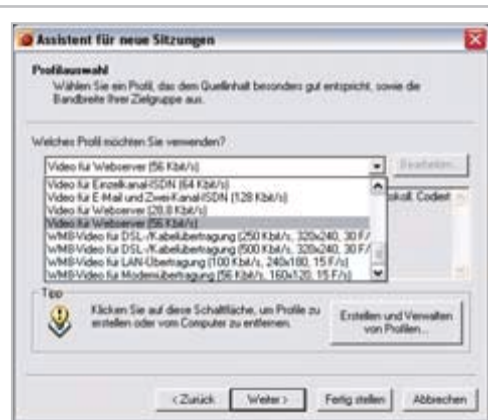 Assistent für neue Sitzungen
Profilauswahl
Wählen Sie ein Profil, das dem Quellinhalt besonders gut entspricht, sowie die
Bandbreite Ihrer Zielgruppe aus.
Welches Profil möchten Sie verwenden?
Video für Webserver (56 Kbit/s)
Bearbeiten...
Video für Einzelkanal-ISDN (64 Kbit/s)
Video für E-Mail und Zwei-Kanal-ISDN (128 Kbit/s)
Video für Webserver (28,8 Kbit/s)
Video für Webserver (56 Kbit/s)
WM8-Video für DSL-/Kabelübertragung (250 Kbit/s, 320x240, 30 F/
WM8-Video für DSL-/Kabelübertragung (500 Kbit/s, 320x240, 30 F/
WM8-Video für LAN-Übertragung (100 Kbit/s, 240x180, 15 F/s)
WM8-Video für Modemübertragung (56 Kbit/s, 160x120, 15 F/s)
Codiert
Tipp
Klicken Sie auf diese Schaltfläche, um Profile zu
erstellen oder vom Computer zu entfernen.
Erstellen und Verwalten
von Profilen...
< Zurück
Weiter >
Fertig stellen
Abbrechen